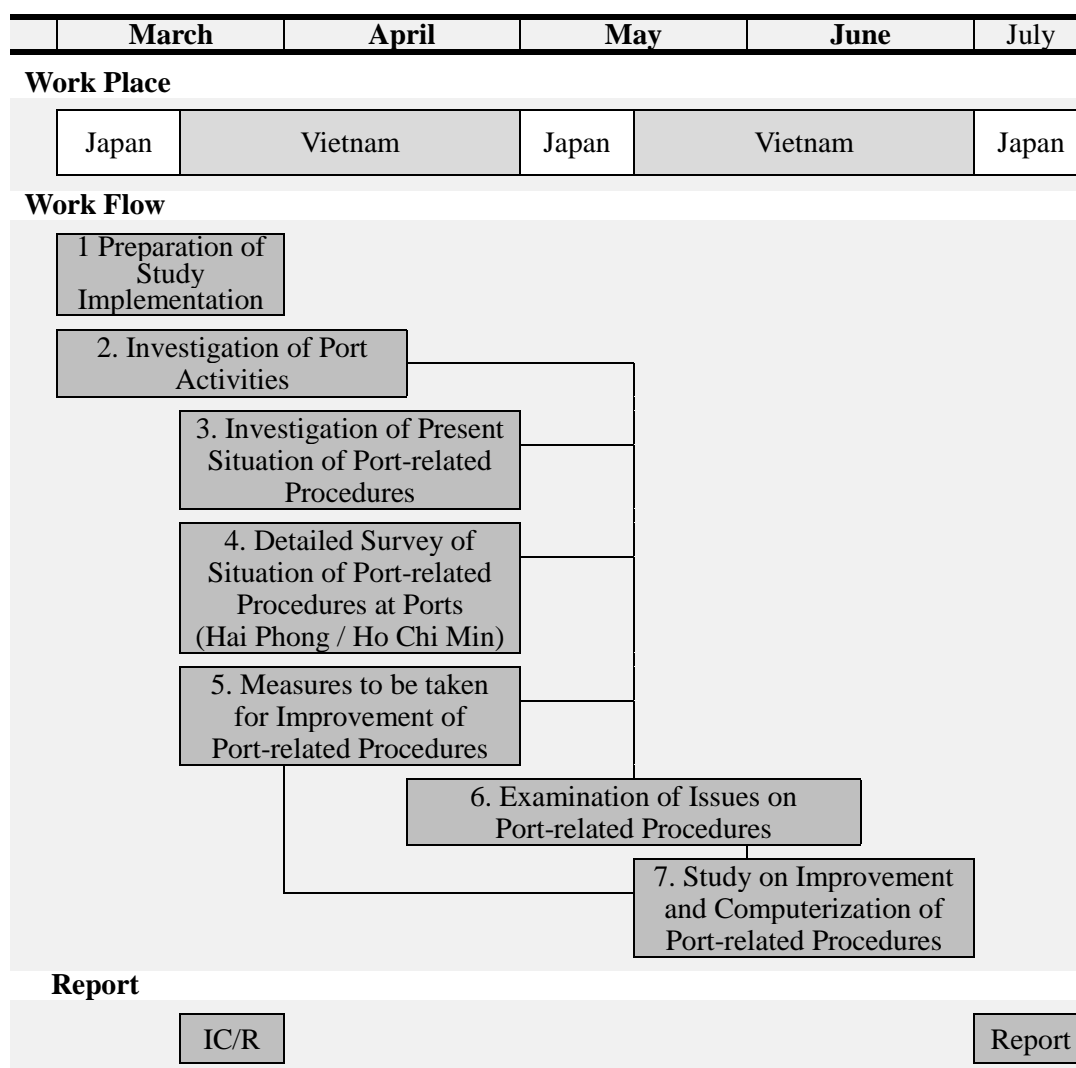 March April May June July
Work Place
Japan Vietnam Japan Vietnam Japan
Work Flow
1 Preparation of
Study
Implementation
2. Investigation of Port
Activities
3. Investigation of Present
Situation of Port-related
Procedures
4. Detailed Survey of
Situation of Port-related
Procedures at Ports
(Hai Phong / Ho Chi Min)
5. Measures to be taken
for Improvement of
Port-related Procedures
6. Examination of Issues on
Port-related Procedures
7. Study on Improvement
and Computerization of
Port-related Procedures
Report
IC/R Report